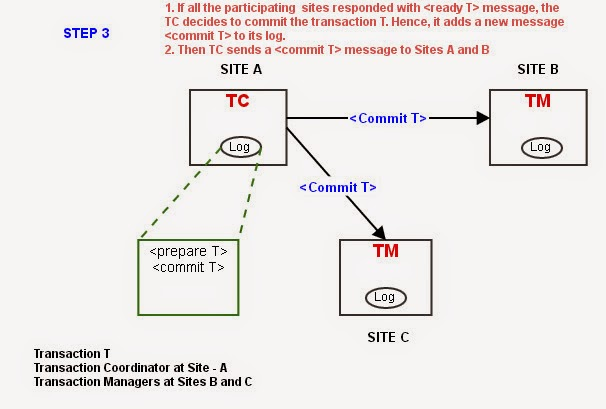 STEP 3
1. If all the participating sites responded with <ready T> message, the
TC decides to commit the transaction T. Hence, it adds a new message
<commit T> to its log.
2. Then TC sends a <commit T> message to Sites A and B
SITE A
SITE B
TC
TM
<Commit T>
Log
Log
<Commit T>
<prepare T>
<commit T>
TM
Log
SITE C
Transaction T
Transaction Coordinator at Site - A
Transaction Managers at Sites B and C